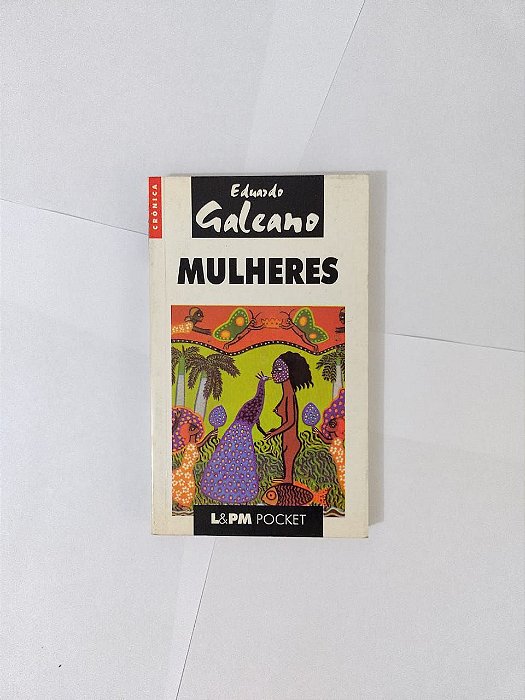 CRÔNICA
Eduardo
Galeano
MULHERES
L&PM POCKET